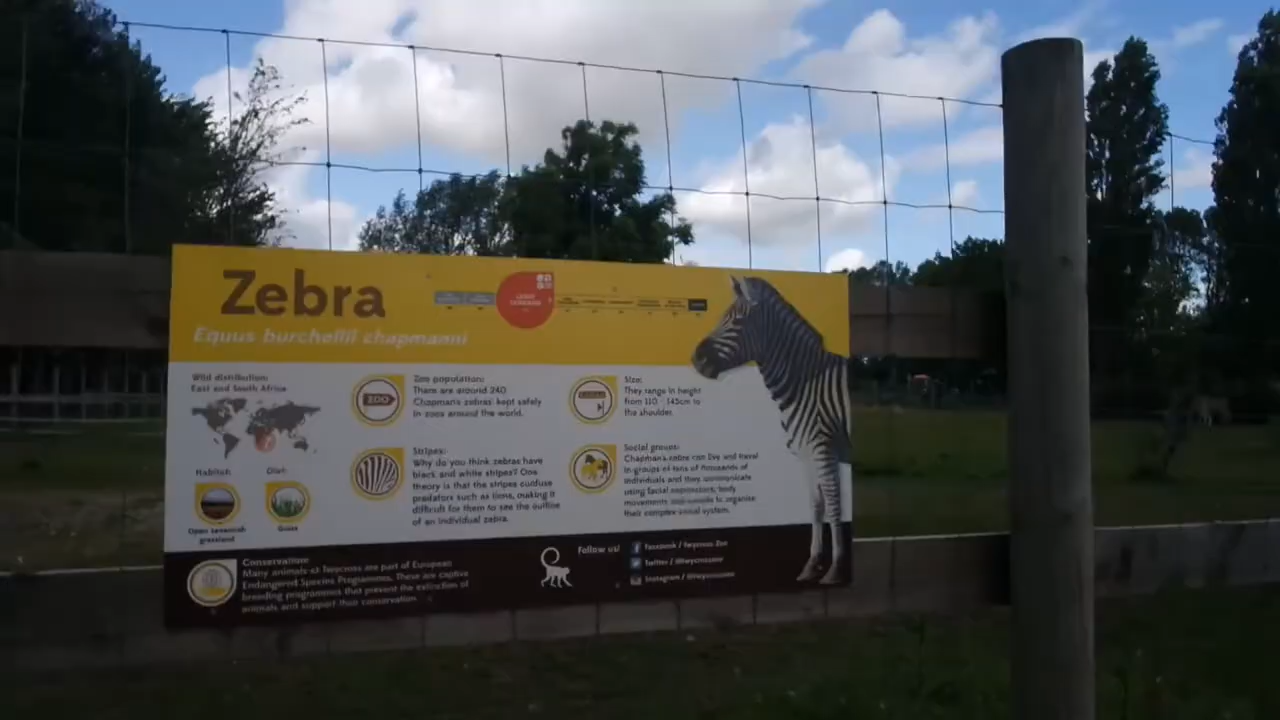 Zebra
Equus burchellii chapmanni
LEAST
CONCERN
Wild distribution:
East and South Africa
Habitat:
Diet:
Open savannah
grassland
Grass
ZOO
Zoo population:
There are around 240
Chapman's zebras kept safely
in zoos around the world.
Stripes:
Why do you think zebras have
black and white stripes? One
theory is that the stripes confuse
predators such as lions, making it
difficult for them to see the outline
of an individual zebra.
Size:
They range in height
from 110 - 145cm to
the shoulder.
Social groups:
Chapman's zebra can live and travel
in groups of tens of thousands of
individuals and they communicate
using facial expressions, body
movements and to organise
their complex social system.
Conservation:
Many animals at Twycross are part of European
Endangered Species Programmes. These are captive
breeding programmes that prevent the extinction of
animals and support their conservation.
Follow us!
Facebook / Twycross Zoo
Twitter / @twycrosszoo
Instagram / @twycrosszoo